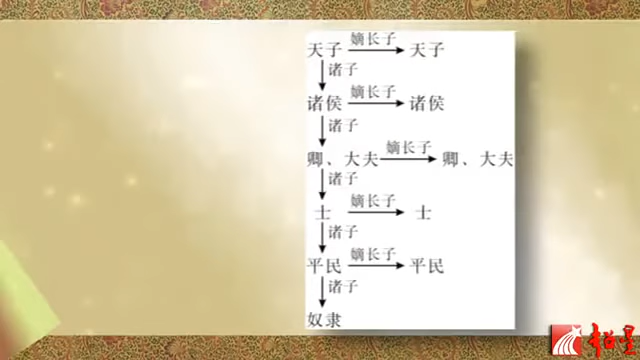 嫡长子
天子 天子
诸子
嫡长子
诸侯 诸侯
诸子
嫡长子
卿、大夫 卿、大夫
诸子
嫡长子
士 士
诸子
嫡长子
平民 平民
诸子
奴隶